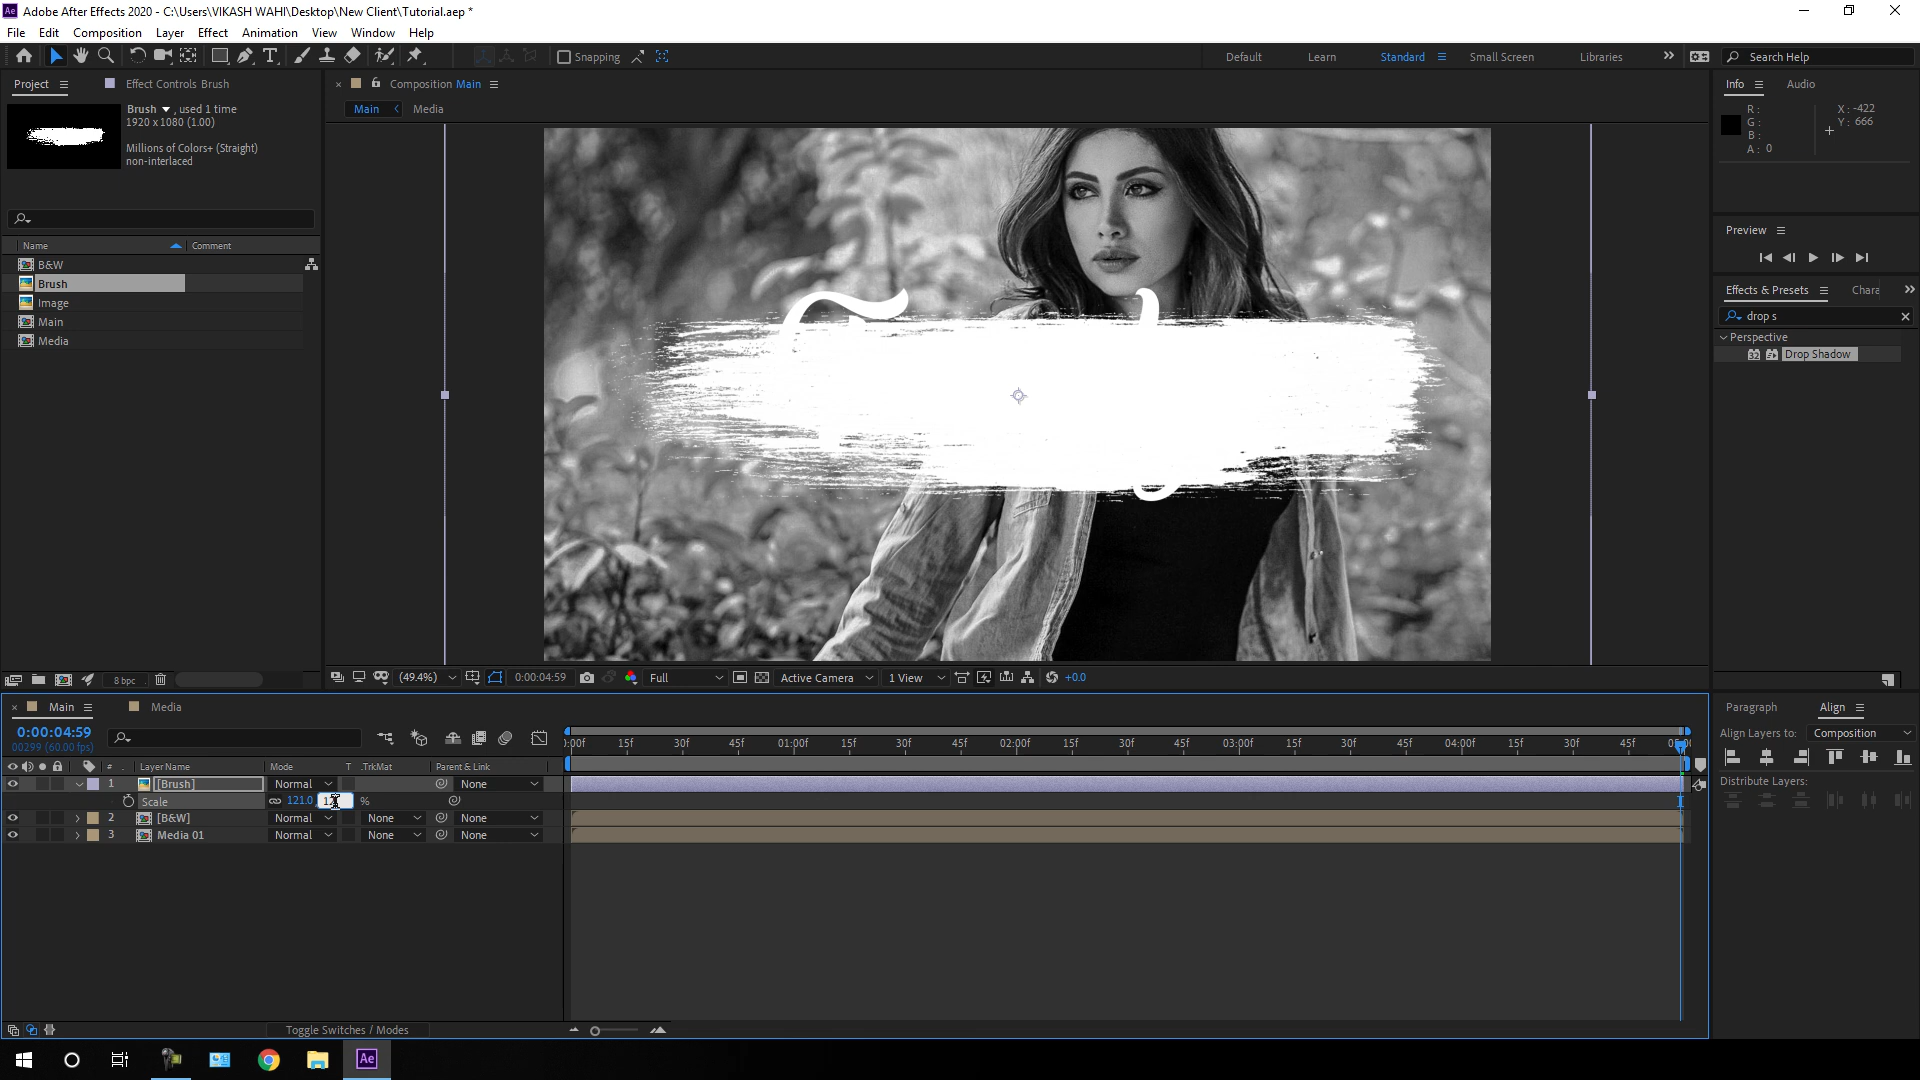 Adobe After Effects 2020 - C:\Users\VIKASH WAHI\Desktop\New Client\Tutorial.aep *
File Edit Composition Layer Effect Animation View Window Help
Snapping
Default Learn Standard Small Screen Libraries
Search Help
Project
Effect Controls Brush
Brush , used 1 time
1920 x 1080 (1.00)
Millions of Colors+ (Straight)
non-interlaced
Name Comment
B&W
Brush
Image
Main
Media
8 bpc
Composition Main
Main Media
(49.4%) 0:00:04:59 Full Active Camera 1 View +0.0
Info Audio
R :
G :
B :
A : 0
X : -422
Y : 666
Preview
Effects & Presets Chara
drop s
Perspective
32 Drop Shadow
Main Media
0:00:04:59
00299 (60.00 fps)
:00f 15f 30f 45f 01:00f 15f 30f 45f 02:00f 15f 30f 45f 03:00f 15f 30f 45f 04:00f 15f 30f 45f
# Layer Name Mode T .TrkMat Parent & Link
1 [Brush] Normal None
Scale 121.0, %
2 [B&W] Normal None None
3 Media 01 Normal None None
Toggle Switches / Modes
Paragraph Align
Align Layers to: Composition
Distribute Layers:
Ae